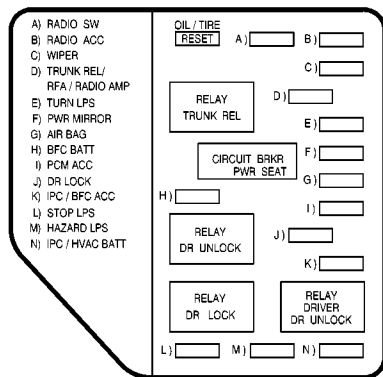 A) RADIO SW
B) RADIO ACC
C) WIPER
D) TRUNK REL/
RFA / RADIO AMP
E) TURN LPS
F) PWR MIRROR
G) AIR BAG
H) BFC BATT
I) PCM ACC
J) DR LOCK
K) IPC / BFC ACC
L) STOP LPS
M) HAZARD LPS
N) IPC / HVAC BATT
OIL / TIRE
RESET
A)
B)
C)
RELAY
TRUNK REL
D)
E)
CIRCUIT BRKR
PWR SEAT
F)
G)
H)
I)
RELAY
DR UNLOCK
J)
K)
RELAY
DR LOCK
RELAY
DRIVER
DR UNLOCK
L)
M)
N)